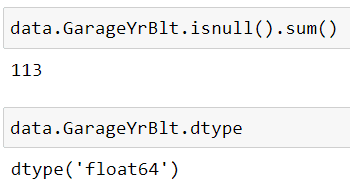 data.GarageYrBlt.isnull().sum()
113
data.GarageYrBlt.dtype
dtype('float64')